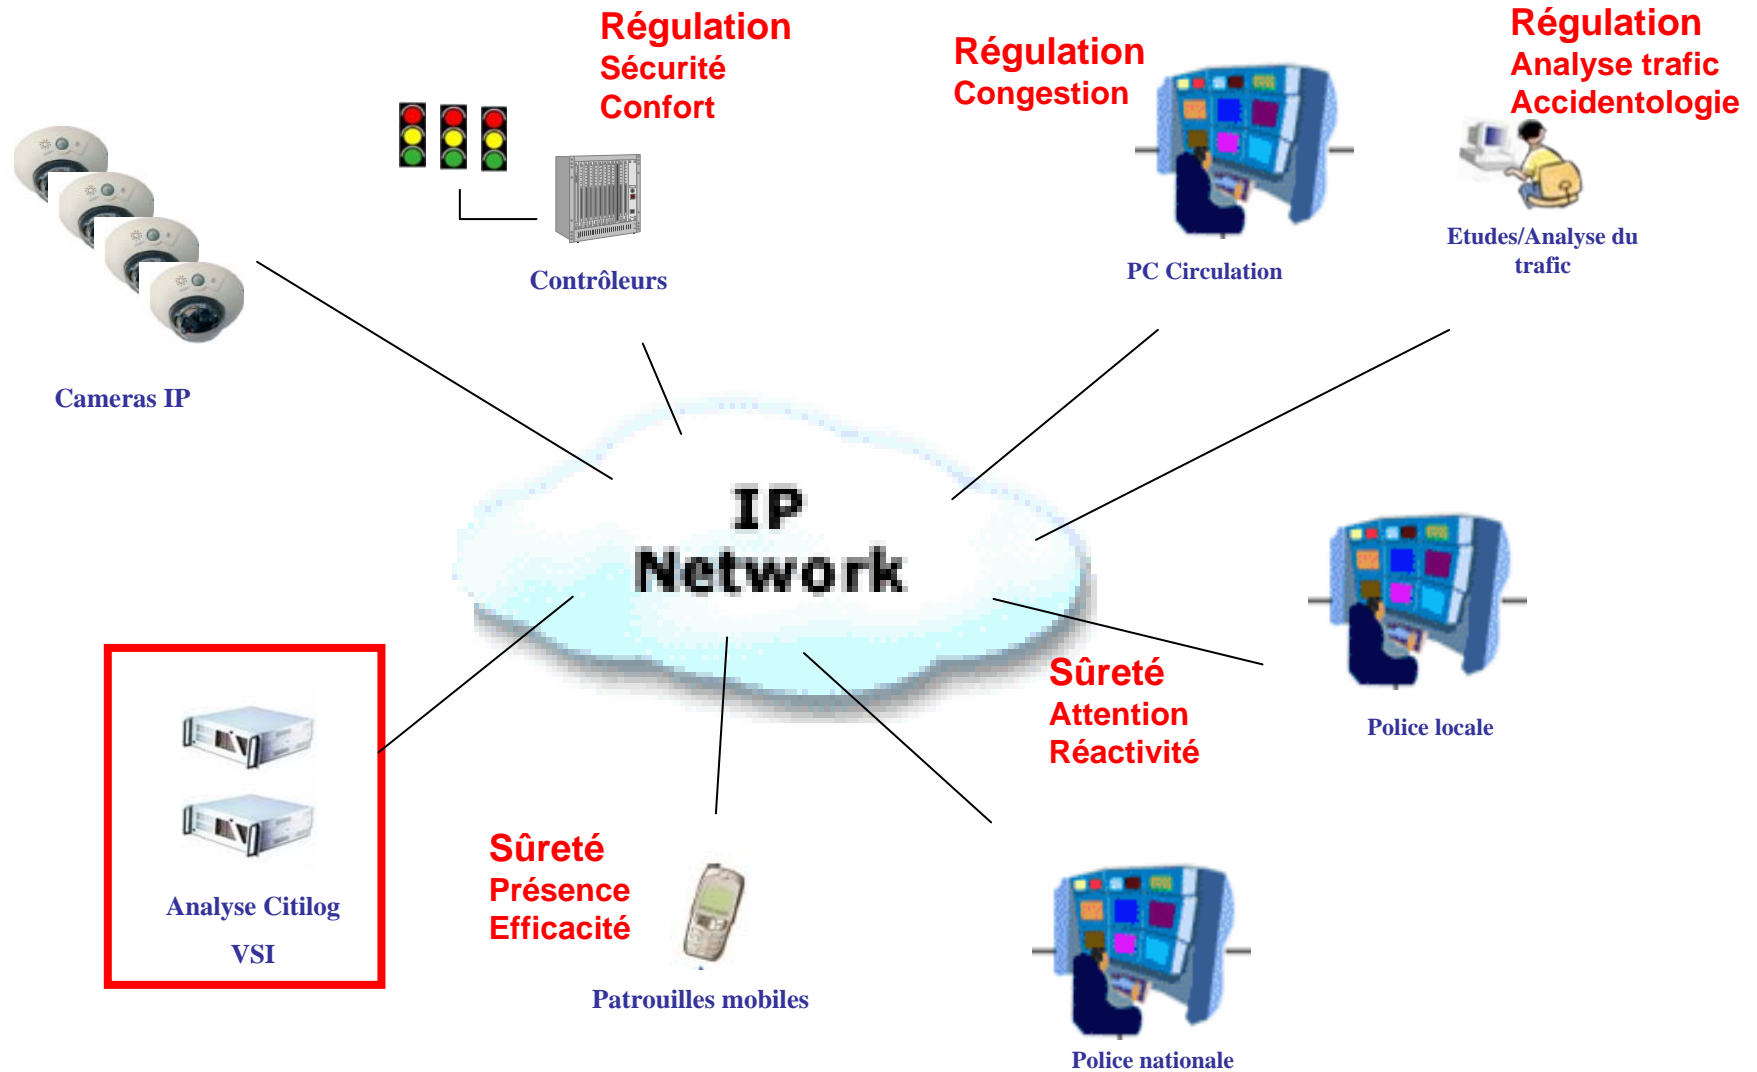 Régulation
Sécurité
Confort
Régulation
Congestion
Régulation
Analyse trafic
Accidentologie
Contrôleurs
PC Circulation
Etudes/Analyse du
trafic
Cameras IP
IP
Network
Sûreté
Attention
Réactivité
Police locale
Analyse Citilog
VSI
Sûreté
Présence
Efficacité
Patrouilles mobiles
Police nationale